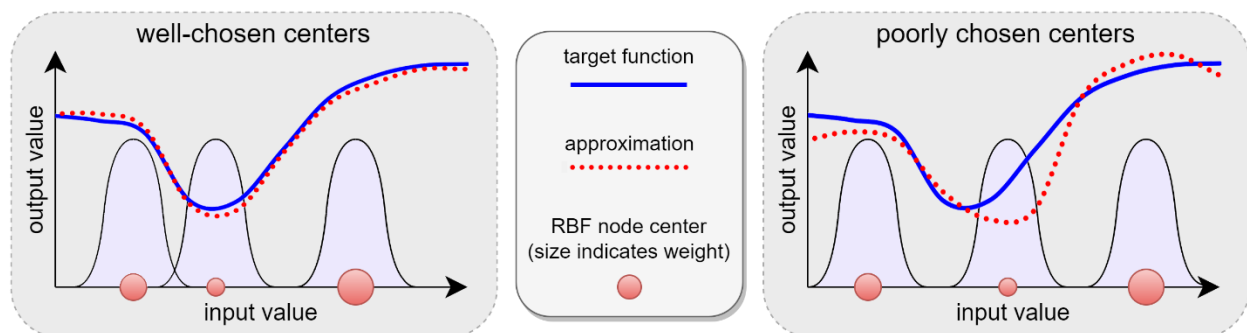 well-chosen centers
output value
input value
target function
approximation
RBF node center
(size indicates weight)
poorly chosen centers
output value
input value